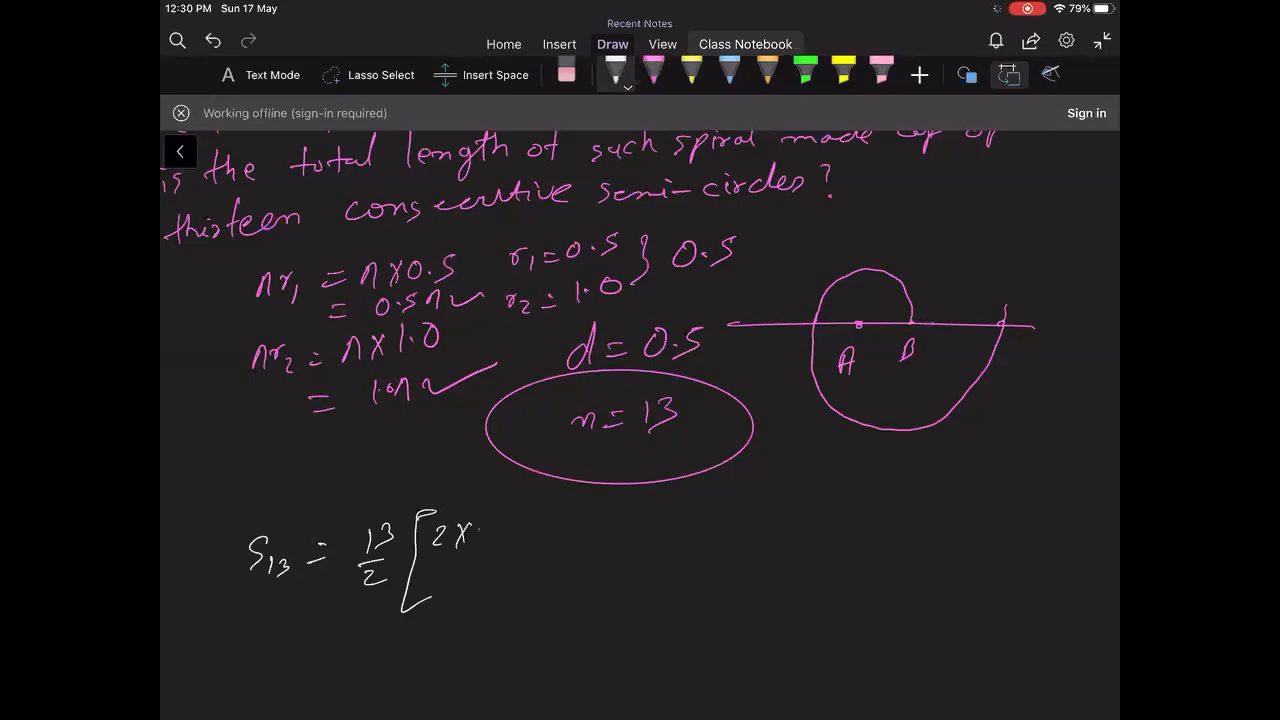 12:30 PM Sun 17 May
79%
Recent Notes
Home Insert Draw View Class Notebook
A Text Mode Lasso Select Insert Space
Working offline (sign-in required) Sign in
is the total length of such spiral made up of
thirteen consecutive semi-circles?
πr1 = π×0.5 r1 = 0.5 } 0.5
= 0.5π r2 = 1.0
πr2 = π×1.0 d = 0.5
= 1.0π
A B
n = 13
S13 = 13/2 [ 2×